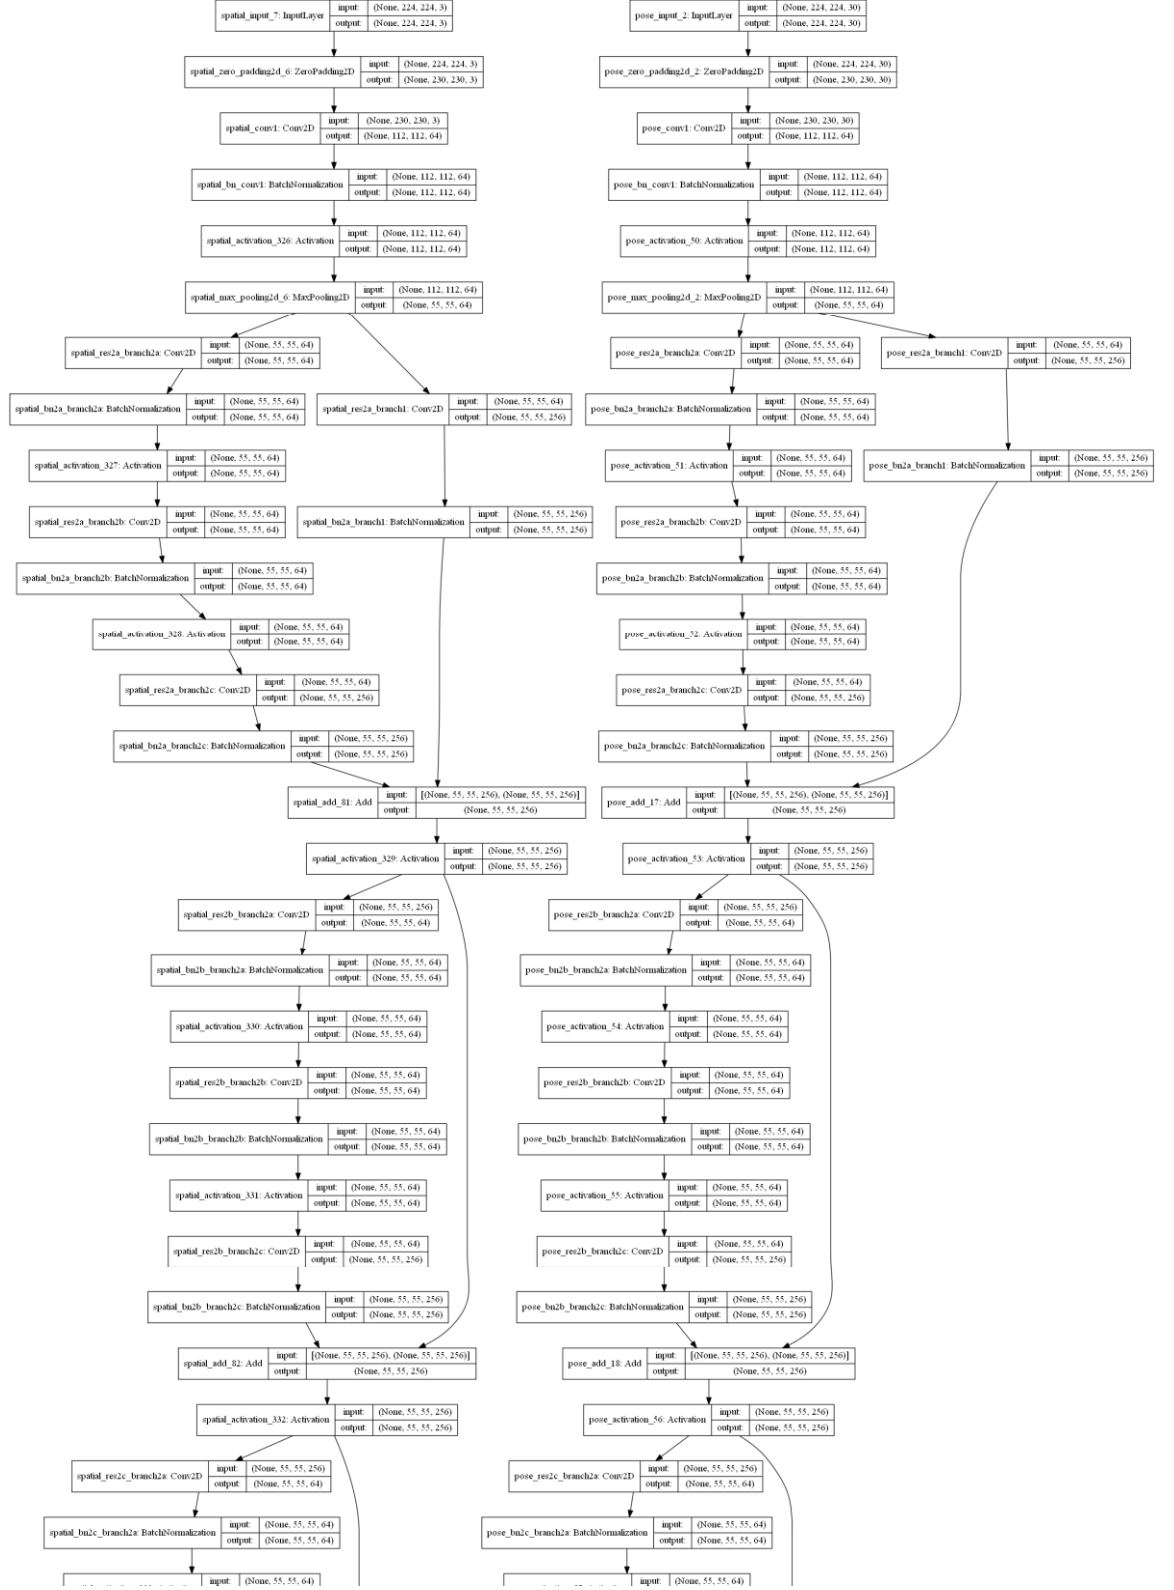 spatial_input_7: InputLayer
input: (None, 224, 224, 3)
output: (None, 224, 224, 3)
pose_input_2: InputLayer
input: (None, 224, 224, 30)
output: (None, 224, 224, 30)
spatial_zero_padding2d_6: ZeroPadding2D
input: (None, 224, 224, 3)
output: (None, 230, 230, 3)
pose_zero_padding2d_2: ZeroPadding2D
input: (None, 224, 224, 30)
output: (None, 230, 230, 30)
spatial_conv1: Conv2D
input: (None, 230, 230, 3)
output: (None, 112, 112, 64)
pose_conv1: Conv2D
input: (None, 230, 230, 30)
output: (None, 112, 112, 64)
spatial_bn_conv1: BatchNormalization
input: (None, 112, 112, 64)
output: (None, 112, 112, 64)
pose_bn_conv1: BatchNormalization
input: (None, 112, 112, 64)
output: (None, 112, 112, 64)
spatial_activation_326: Activation
input: (None, 112, 112, 64)
output: (None, 112, 112, 64)
pose_activation_50: Activation
input: (None, 112, 112, 64)
output: (None, 112, 112, 64)
spatial_max_pooling2d_6: MaxPooling2D
input: (None, 112, 112, 64)
output: (None, 55, 55, 64)
pose_max_pooling2d_2: MaxPooling2D
input: (None, 112, 112, 64)
output: (None, 55, 55, 64)
spatial_res2a_branch2a: Conv2D
input: (None, 55, 55, 64)
output: (None, 55, 55, 64)
pose_res2a_branch2a: Conv2D
input: (None, 55, 55, 64)
output: (None, 55, 55, 64)
pose_res2a_branch1: Conv2D
input: (None, 55, 55, 64)
output: (None, 55, 55, 256)
spatial_bn2a_branch2a: BatchNormalization
input: (None, 55, 55, 64)
output: (None, 55, 55, 64)
spatial_res2a_branch1: Conv2D
input: (None, 55, 55, 64)
output: (None, 55, 55, 256)
pose_bn2a_branch2a: BatchNormalization
input: (None, 55, 55, 64)
output: (None, 55, 55, 64)
spatial_activation_327: Activation
input: (None, 55, 55, 64)
output: (None, 55, 55, 64)
pose_activation_51: Activation
input: (None, 55, 55, 64)
output: (None, 55, 55, 64)
pose_bn2a_branch1: BatchNormalization
input: (None, 55, 55, 256)
output: (None, 55, 55, 256)
spatial_res2a_branch2b: Conv2D
input: (None, 55, 55, 64)
output: (None, 55, 55, 64)
spatial_bn2a_branch1: BatchNormalization
input: (None, 55, 55, 256)
output: (None, 55, 55, 256)
pose_res2a_branch2b: Conv2D
input: (None, 55, 55, 64)
output: (None, 55, 55, 64)
spatial_bn2a_branch2b: BatchNormalization
input: (None, 55, 55, 64)
output: (None, 55, 55, 64)
pose_bn2a_branch2b: BatchNormalization
input: (None, 55, 55, 64)
output: (None, 55, 55, 64)
spatial_activation_328: Activation
input: (None, 55, 55, 64)
output: (None, 55, 55, 64)
pose_activation_52: Activation
input: (None, 55, 55, 64)
output: (None, 55, 55, 64)
spatial_res2a_branch2c: Conv2D
input: (None, 55, 55, 64)
output: (None, 55, 55, 256)
pose_res2a_branch2c: Conv2D
input: (None, 55, 55, 64)
output: (None, 55, 55, 256)
spatial_bn2a_branch2c: BatchNormalization
input: (None, 55, 55, 256)
output: (None, 55, 55, 256)
pose_bn2a_branch2c: BatchNormalization
input: (None, 55, 55, 256)
output: (None, 55, 55, 256)
spatial_add_81: Add
input: [(None, 55, 55, 256), (None, 55, 55, 256)]
output: (None, 55, 55, 256)
pose_add_17: Add
input: [(None, 55, 55, 256), (None, 55, 55, 256)]
output: (None, 55, 55, 256)
spatial_activation_329: Activation
input: (None, 55, 55, 256)
output: (None, 55, 55, 256)
pose_activation_53: Activation
input: (None, 55, 55, 256)
output: (None, 55, 55, 256)
spatial_res2b_branch2a: Conv2D
input: (None, 55, 55, 256)
output: (None, 55, 55, 64)
pose_res2b_branch2a: Conv2D
input: (None, 55, 55, 256)
output: (None, 55, 55, 64)
spatial_bn2b_branch2a: BatchNormalization
input: (None, 55, 55, 64)
output: (None, 55, 55, 64)
pose_bn2b_branch2a: BatchNormalization
input: (None, 55, 55, 64)
output: (None, 55, 55, 64)
spatial_activation_330: Activation
input: (None, 55, 55, 64)
output: (None, 55, 55, 64)
pose_activation_54: Activation
input: (None, 55, 55, 64)
output: (None, 55, 55, 64)
spatial_res2b_branch2b: Conv2D
input: (None, 55, 55, 64)
output: (None, 55, 55, 64)
pose_res2b_branch2b: Conv2D
input: (None, 55, 55, 64)
output: (None, 55, 55, 64)
spatial_bn2b_branch2b: BatchNormalization
input: (None, 55, 55, 64)
output: (None, 55, 55, 64)
pose_bn2b_branch2b: BatchNormalization
input: (None, 55, 55, 64)
output: (None, 55, 55, 64)
spatial_activation_331: Activation
input: (None, 55, 55, 64)
output: (None, 55, 55, 64)
pose_activation_55: Activation
input: (None, 55, 55, 64)
output: (None, 55, 55, 64)
spatial_res2b_branch2c: Conv2D
input: (None, 55, 55, 64)
output: (None, 55, 55, 256)
pose_res2b_branch2c: Conv2D
input: (None, 55, 55, 64)
output: (None, 55, 55, 256)
spatial_bn2b_branch2c: BatchNormalization
input: (None, 55, 55, 256)
output: (None, 55, 55, 256)
pose_bn2b_branch2c: BatchNormalization
input: (None, 55, 55, 256)
output: (None, 55, 55, 256)
spatial_add_82: Add
input: [(None, 55, 55, 256), (None, 55, 55, 256)]
output: (None, 55, 55, 256)
pose_add_18: Add
input: [(None, 55, 55, 256), (None, 55, 55, 256)]
output: (None, 55, 55, 256)
spatial_activation_332: Activation
input: (None, 55, 55, 256)
output: (None, 55, 55, 256)
pose_activation_56: Activation
input: (None, 55, 55, 256)
output: (None, 55, 55, 256)
spatial_res2c_branch2a: Conv2D
input: (None, 55, 55, 256)
output: (None, 55, 55, 64)
pose_res2c_branch2a: Conv2D
input: (None, 55, 55, 256)
output: (None, 55, 55, 64)
spatial_bn2c_branch2a: BatchNormalization
input: (None, 55, 55, 64)
output: (None, 55, 55, 64)
pose_bn2c_branch2a: BatchNormalization
input: (None, 55, 55, 64)
output: (None, 55, 55, 64)
input: (None, 55, 55, 64)
input: (None, 55, 55, 64)